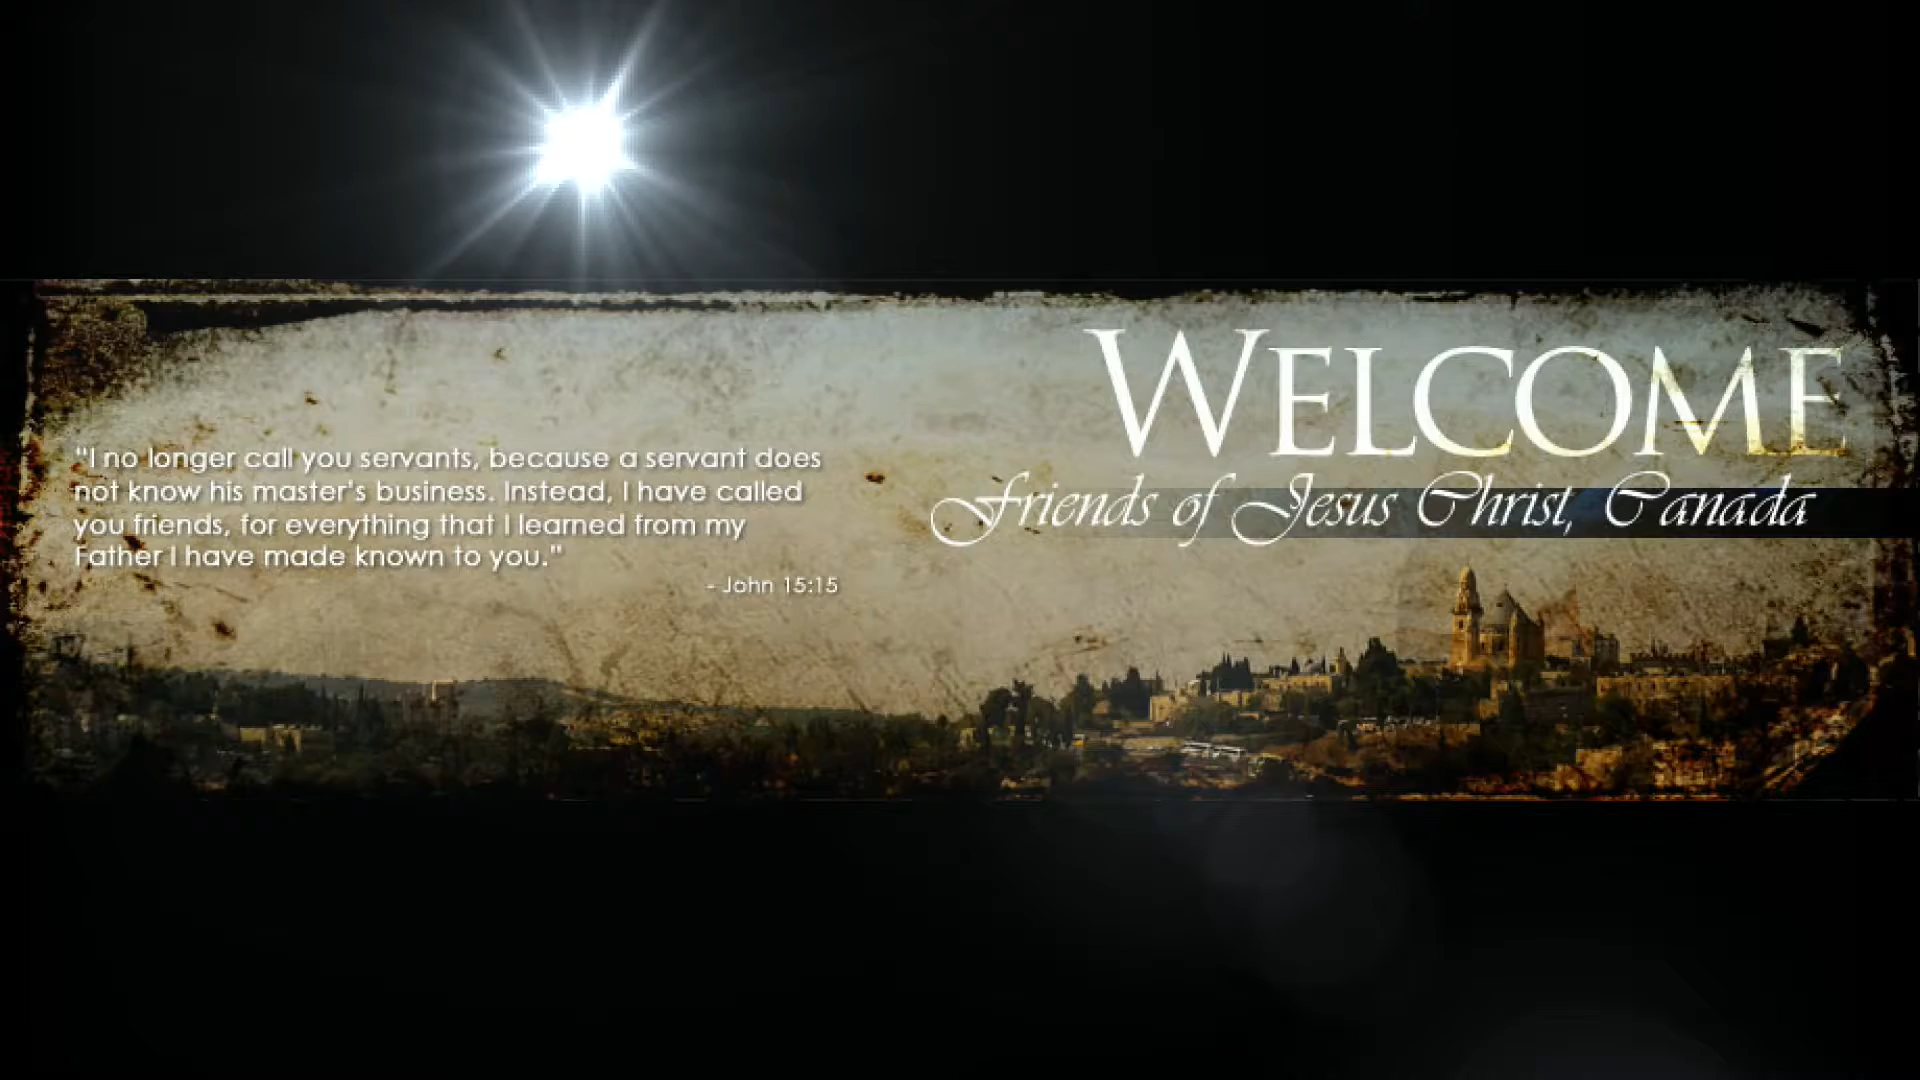 "I no longer call you servants, because a servant does
not know his master's business. Instead, I have called
you friends, for everything that I learned from my
Father I have made known to you."
- John 15:15
WELCOME
Friends of Jesus Christ, Canada